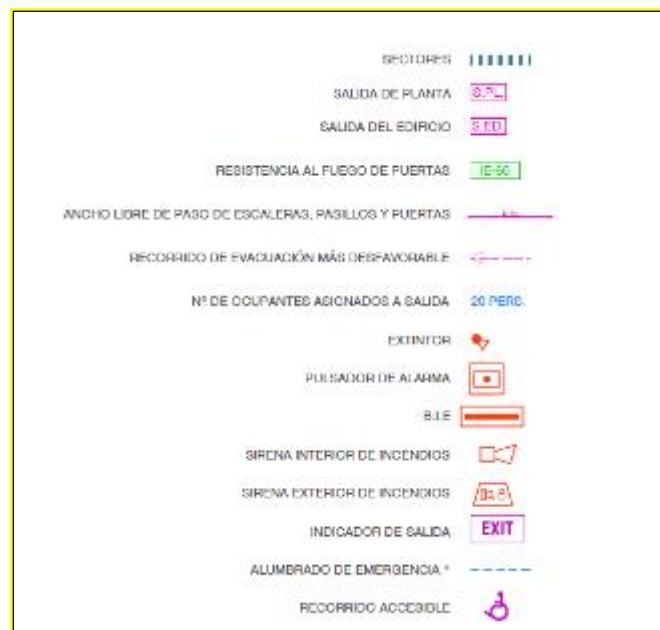 SECTORES
SALIDA DE PLANTA S.PL.
SALIDA DEL EDIFICIO S.ED
RESISTENCIA AL FUEGO DE PUERTAS IE-60
ANCHO LIBRE DE PASO DE ESCALERAS, PASILLOS Y PUERTAS
RECORRIDO DE EVACUACIÓN MÁS DESFAVORABLE
Nº DE OCUPANTES ASIGNADOS A SALIDA 20 PERS.
EXTINTOR
PULSADOR DE ALARMA
B.I.E
SIRENA INTERIOR DE INCENDIOS
SIRENA EXTERIOR DE INCENDIOS
INDICADOR DE SALIDA EXIT
ALUMBRADO DE EMERGENCIA *
RECORRIDO ACCESIBLE